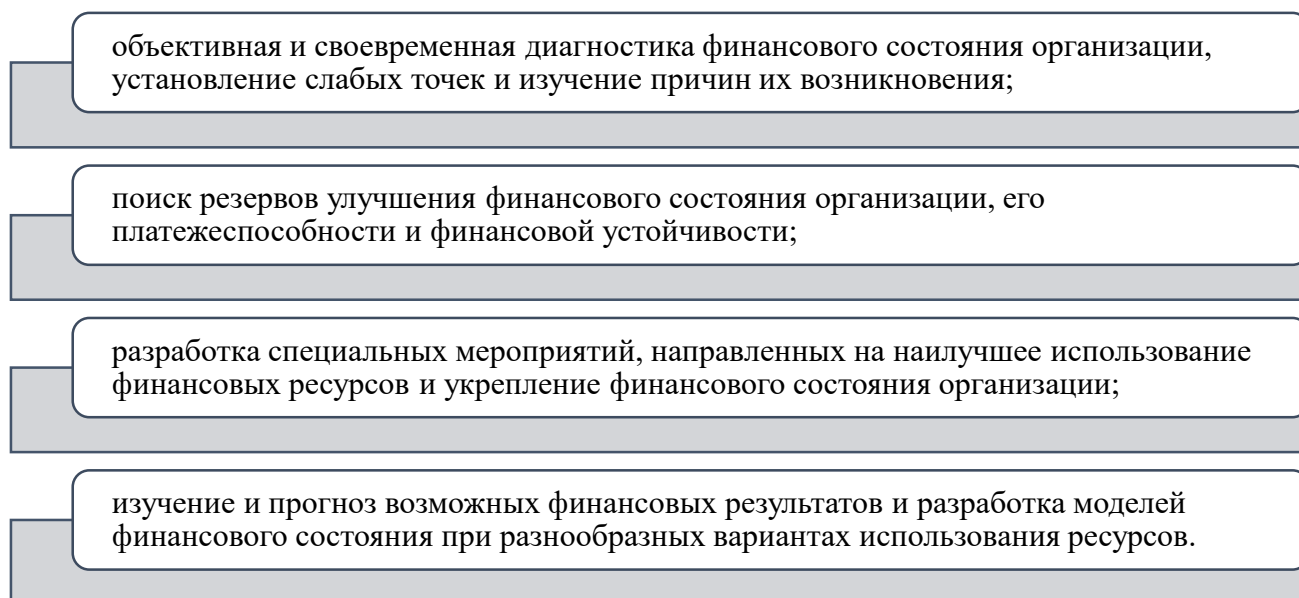 объективная и своевременная диагностика финансового состояния организации,
установление слабых точек и изучение причин их возникновения;
поиск резервов улучшения финансового состояния организации, его
платежеспособности и финансовой устойчивости;
разработка специальных мероприятий, направленных на наилучшее использование
финансовых ресурсов и укрепление финансового состояния организации;
изучение и прогноз возможных финансовых результатов и разработка моделей
финансового состояния при разнообразных вариантах использования ресурсов.